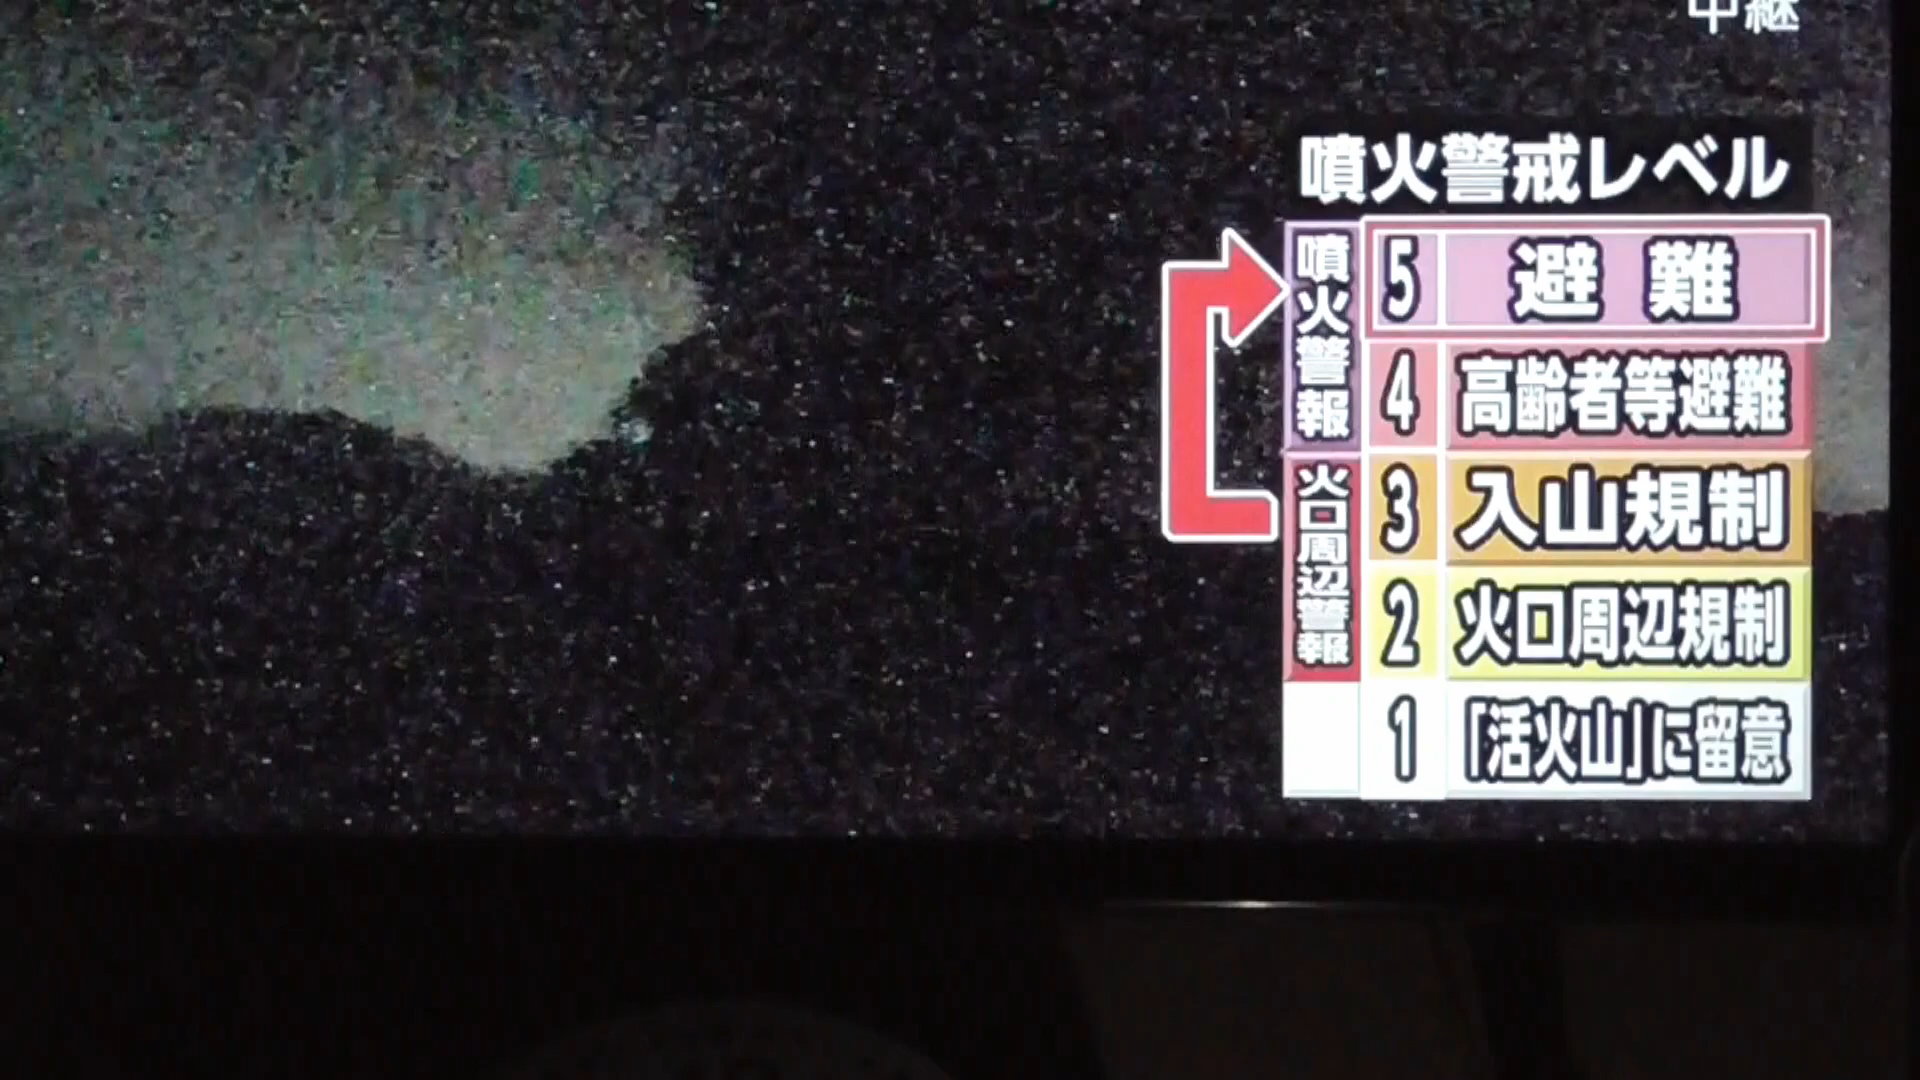 中継
噴火警戒レベル
噴火警報
5 避難
4 高齢者等避難
火口周辺警報
3 入山規制
2 火口周辺規制
1 「活火山」に留意